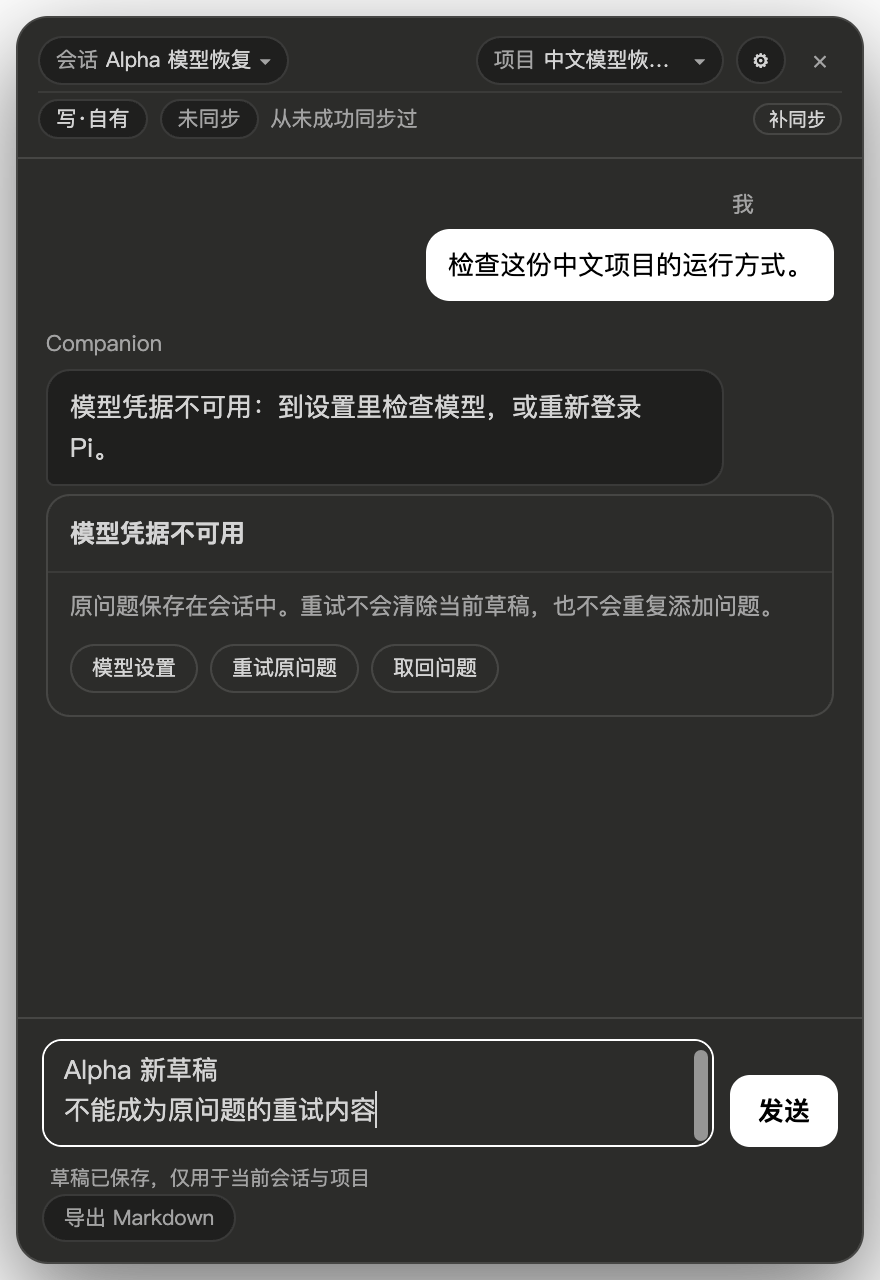 会话 Alpha 模型恢复
项目 中文模型恢…
写·自有 未同步 从未成功同步过 补同步
我
检查这份中文项目的运行方式。
Companion
模型凭据不可用：到设置里检查模型，或重新登录
Pi。
模型凭据不可用
原问题保存在会话中。重试不会清除当前草稿，也不会重复添加问题。
模型设置 重试原问题 取回问题
Alpha 新草稿
不能成为原问题的重试内容
发送
草稿已保存，仅用于当前会话与项目
导出 Markdown